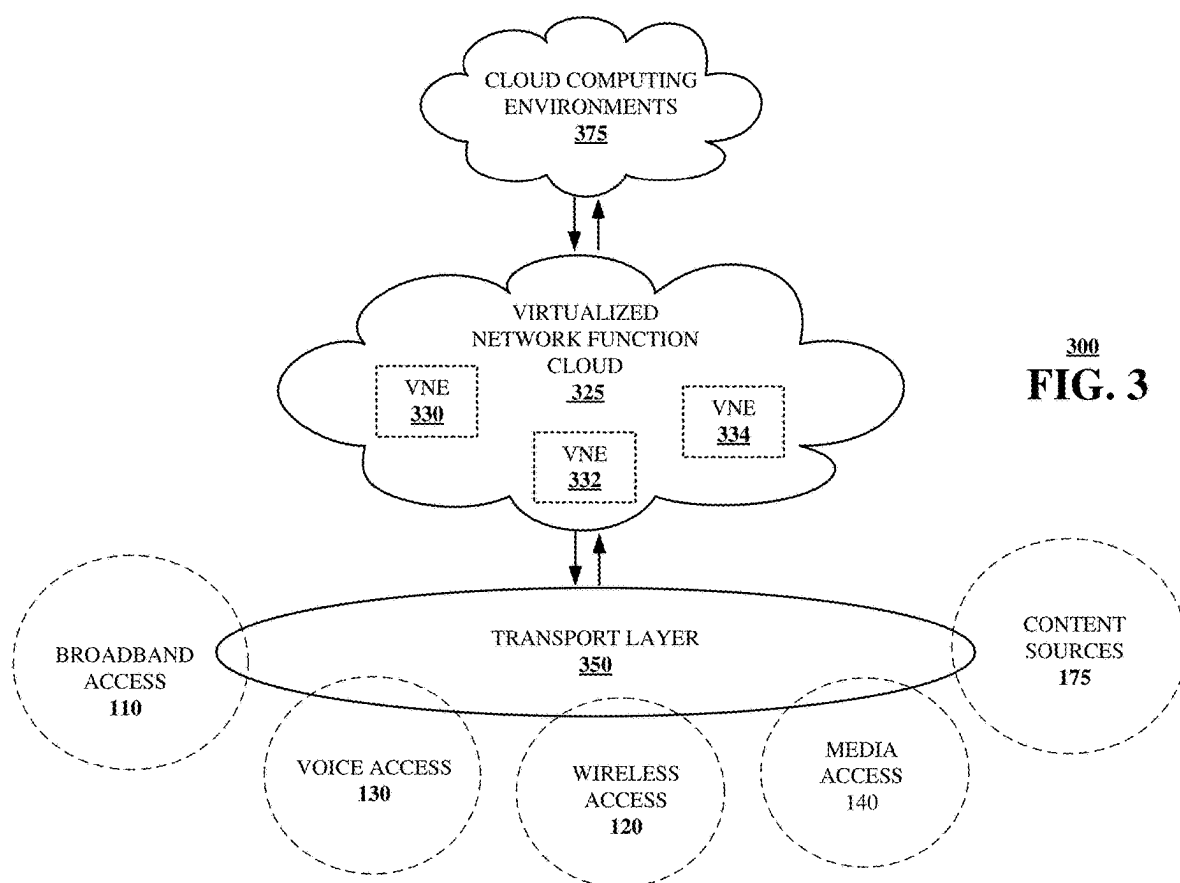 CLOUD COMPUTING
ENVIRONMENTS
375
VIRTUALIZED
NETWORK FUNCTION
CLOUD
325
VNE
330
VNE
332
VNE
334
300
FIG. 3
TRANSPORT LAYER
350
BROADBAND
ACCESS
110
VOICE ACCESS
130
WIRELESS
ACCESS
120
MEDIA
ACCESS
140
CONTENT
SOURCES
175